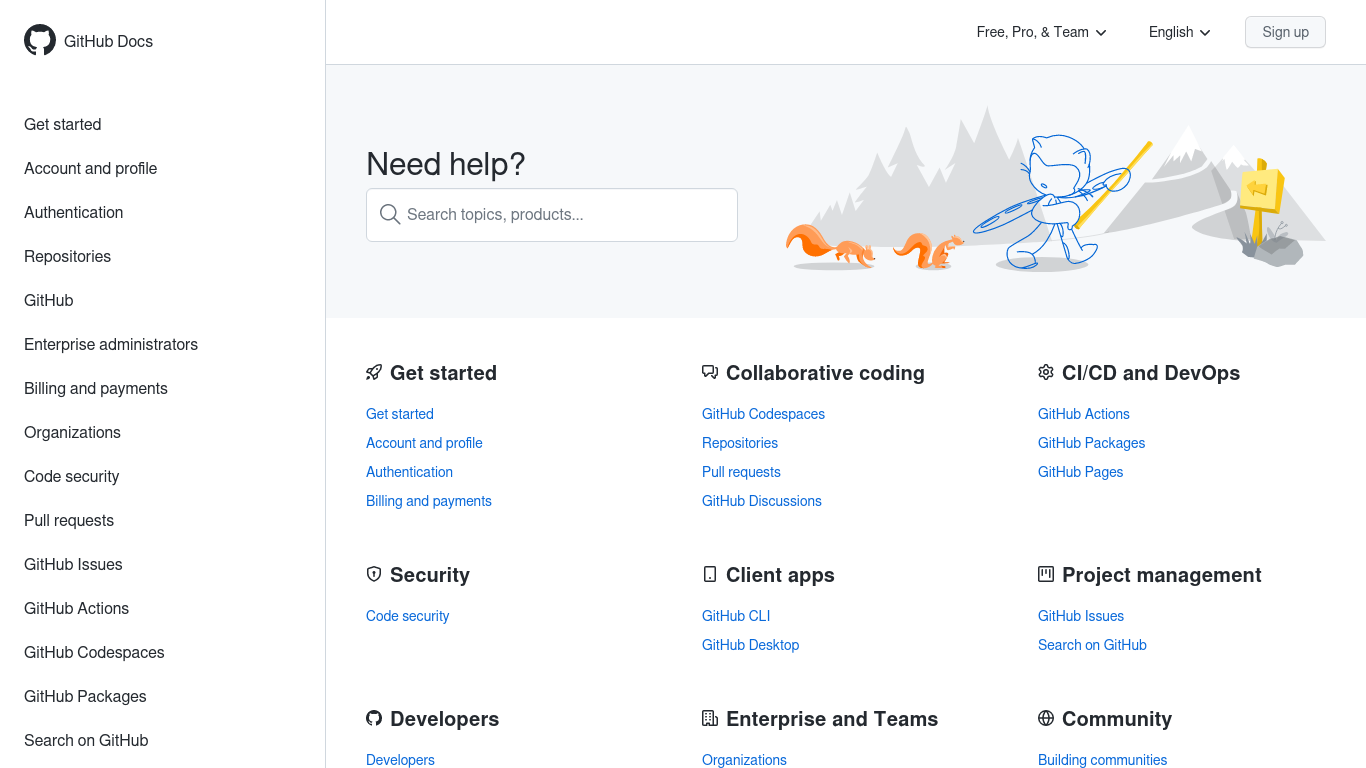 GitHub Docs
Get started
Account and profile
Authentication
Repositories
GitHub
Enterprise administrators
Billing and payments
Organizations
Code security
Pull requests
GitHub Issues
GitHub Actions
GitHub Codespaces
GitHub Packages
Search on GitHub
Free, Pro, & Team
English
Sign up
Need help?
Search topics, products...
Get started
Get started
Account and profile
Authentication
Billing and payments
Collaborative coding
GitHub Codespaces
Repositories
Pull requests
GitHub Discussions
CI/CD and DevOps
GitHub Actions
GitHub Packages
GitHub Pages
Security
Code security
Client apps
GitHub CLI
GitHub Desktop
Project management
GitHub Issues
Search on GitHub
Developers
Developers
Enterprise and Teams
Organizations
Community
Building communities